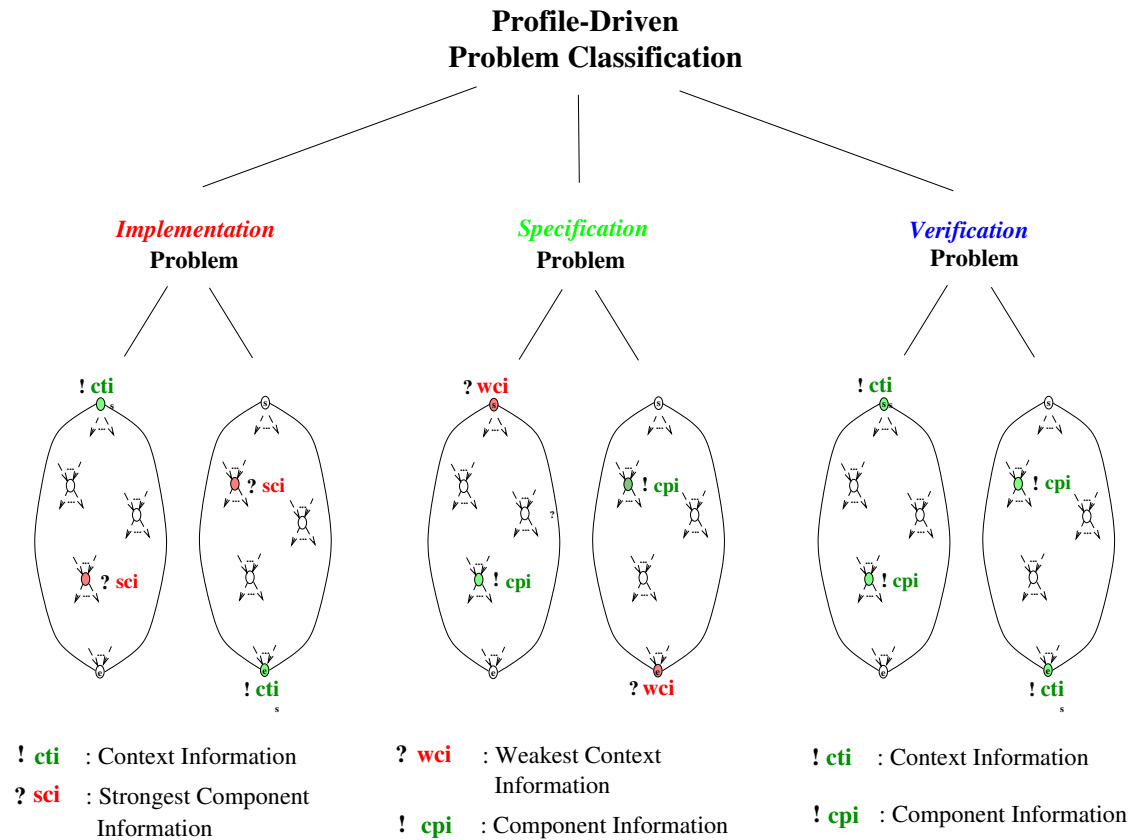 Profile-Driven
Problem Classification
Implementation
Problem
Specification
Problem
Verification
Problem
! cti
s
s
? sci
? sci
e
! cti
s
? wci
s
s
! cpi
?
! cpi
e
e
? wci
! cti
s s
s
! cpi
! cpi
e
e
! cti
s
! cti : Context Information
? sci : Strongest Component
Information
? wci : Weakest Context
Information
! cpi : Component Information
! cti : Context Information
! cpi : Component Information